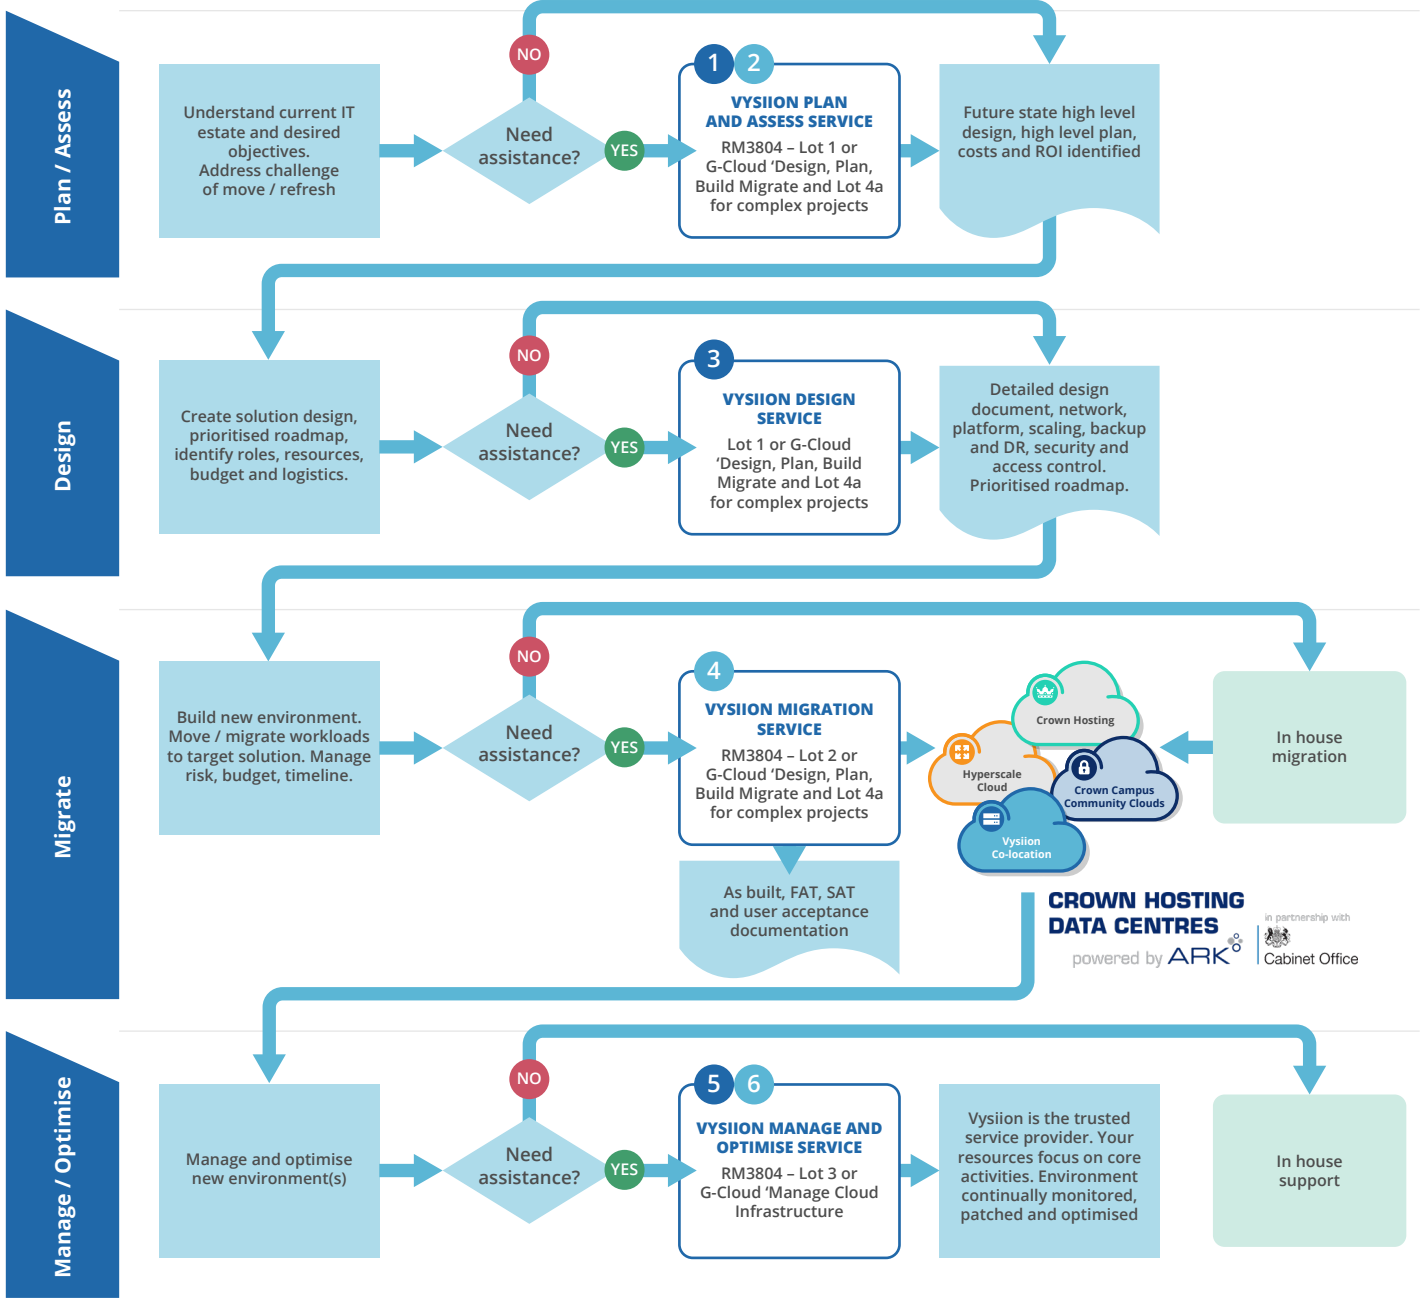 Plan / Assess
Understand current IT
estate and desired
objectives.
Address challenge
of move / refresh
Need
assistance?
NO
YES
1 2
VYSIION PLAN
AND ASSESS SERVICE
RM3804 – Lot 1 or
G-Cloud ‘Design, Plan,
Build Migrate and Lot 4a
for complex projects
Future state high level
design, high level plan,
costs and ROI identified
Design
Create solution design,
prioritised roadmap,
identify roles, resources,
budget and logistics.
Need
assistance?
NO
YES
3
VYSIION DESIGN
SERVICE
Lot 1 or G-Cloud
‘Design, Plan, Build
Migrate and Lot 4a
for complex projects
Detailed design
document, network,
platform, scaling, backup
and DR, security and
access control.
Prioritised roadmap.
Migrate
Build new environment.
Move / migrate workloads
to target solution. Manage
risk, budget, timeline.
Need
assistance?
NO
YES
4
VYSIION MIGRATION
SERVICE
RM3804 – Lot 2 or
G-Cloud ‘Design, Plan,
Build Migrate and Lot 4a
for complex projects
As built, FAT, SAT
and user acceptance
documentation
Crown Hosting
Hyperscale
Cloud
Crown Campus
Community Clouds
Vysiion
Co-location
In house
migration
CROWN HOSTING
DATA CENTRES
powered by ARK
in partnership with
Cabinet Office
Manage / Optimise
Manage and optimise
new environment(s)
Need
assistance?
NO
YES
5 6
VYSIION MANAGE AND
OPTIMISE SERVICE
RM3804 – Lot 3 or
G-Cloud ‘Manage Cloud
Infrastructure
Vysiion is the trusted
service provider. Your
resources focus on core
activities. Environment
continually monitored,
patched and optimised
In house
support